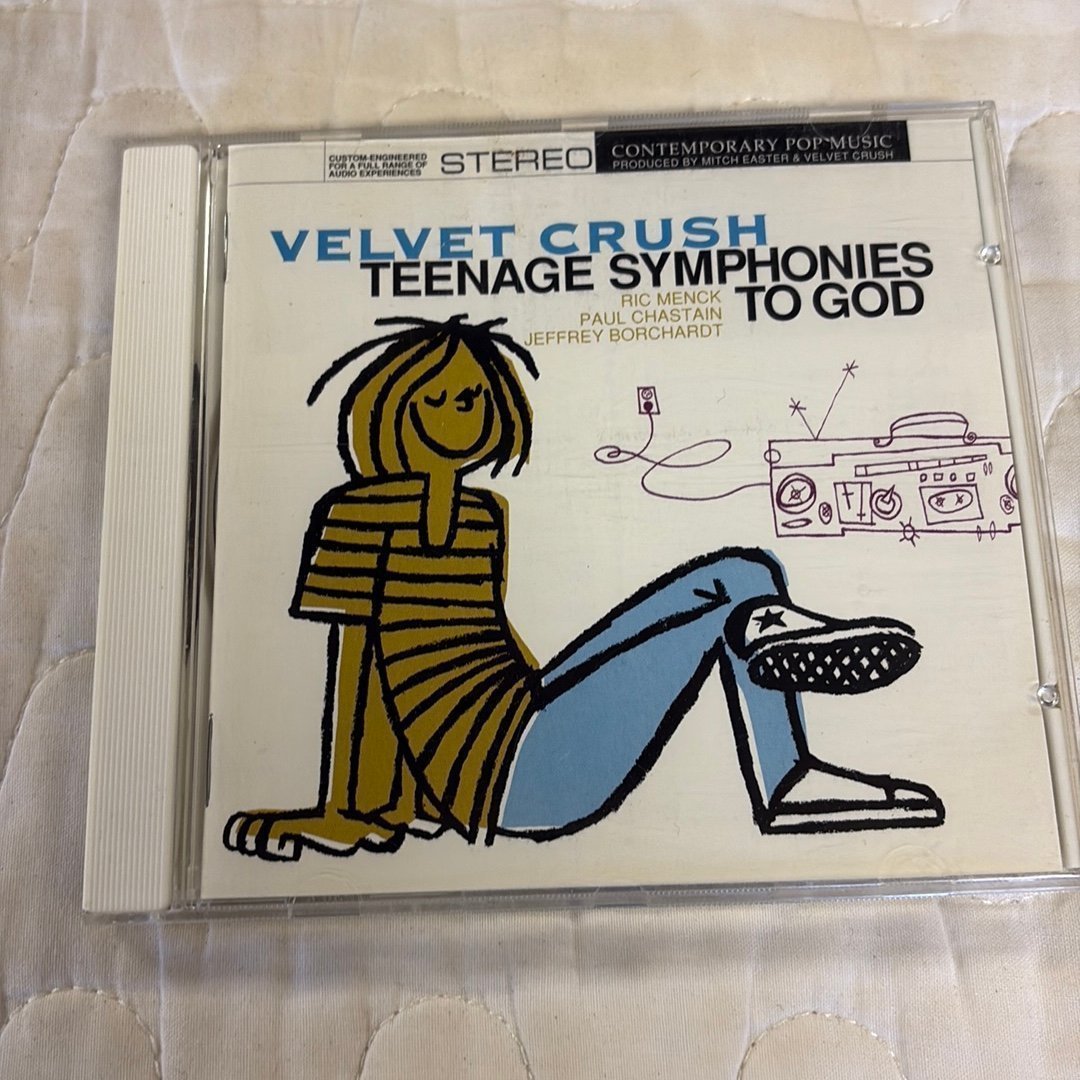 CUSTOM-ENGINEERED
FOR A FULL RANGE OF
AUDIO EXPERIENCES
STEREO
CONTEMPORARY POP MUSIC
PRODUCED BY MITCH EASTER & VELVET CRUSH
VELVET CRUSH
TEENAGE SYMPHONIES
TO GOD
RIC MENCK
PAUL CHASTAIN
JEFFREY BORCHARDT